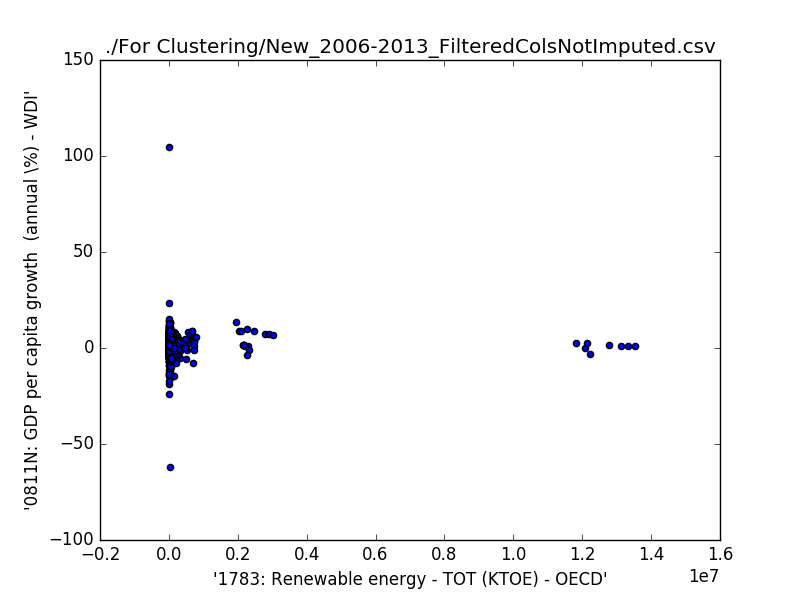 ./For Clustering/New_2006-2013_FilteredColsNotImputed.csv
150
100
50
0
−50
−100
'0811N: GDP per capita growth  (annual \%) - WDI'
−0.2 0.0 0.2 0.4 0.6 0.8 1.0 1.2 1.4 1.6
1e7
'1783: Renewable energy - TOT (KTOE) - OECD'